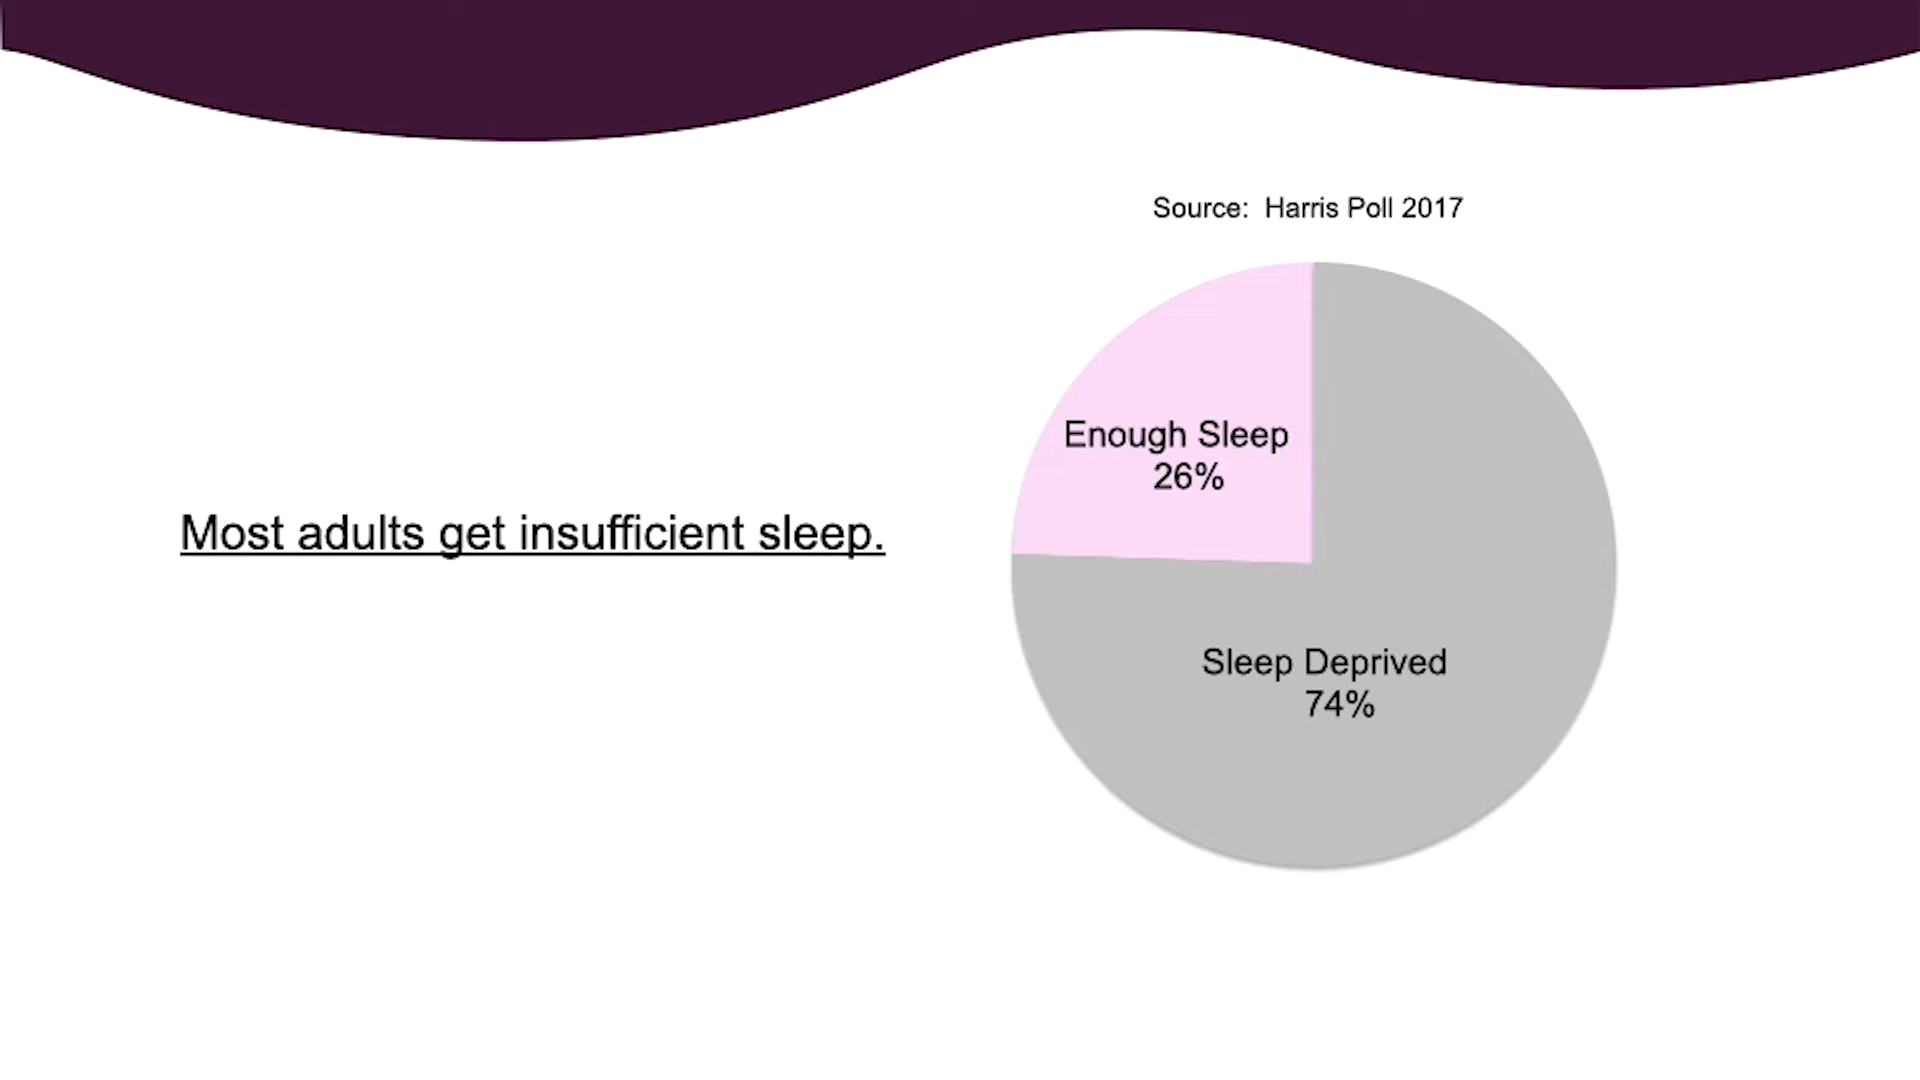 Source: Harris Poll 2017
Enough Sleep
26%
Most adults get insufficient sleep.
Sleep Deprived
74%